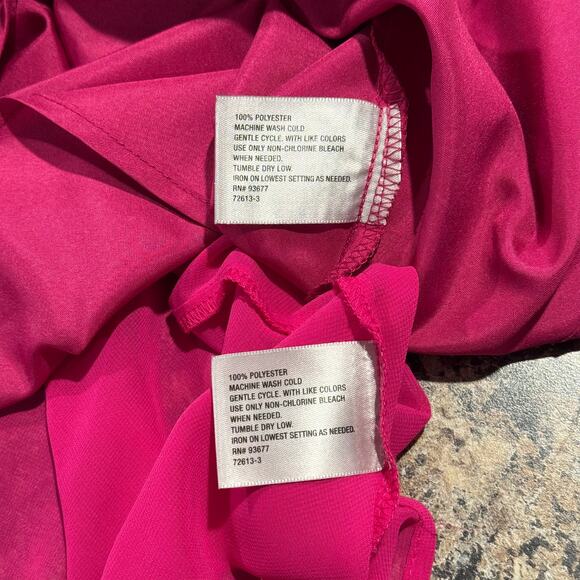 100% POLYESTER
MACHINE WASH COLD
GENTLE CYCLE. WITH LIKE COLORS
USE ONLY NON-CHLORINE BLEACH
WHEN NEEDED.
TUMBLE DRY LOW.
IRON ON LOWEST SETTING AS NEEDED.
RN# 93677
72613-3
100% POLYESTER
MACHINE WASH COLD
GENTLE CYCLE. WITH LIKE COLORS
USE ONLY NON-CHLORINE BLEACH
WHEN NEEDED.
TUMBLE DRY LOW.
IRON ON LOWEST SETTING AS NEEDED.
RN# 93677
72613-3